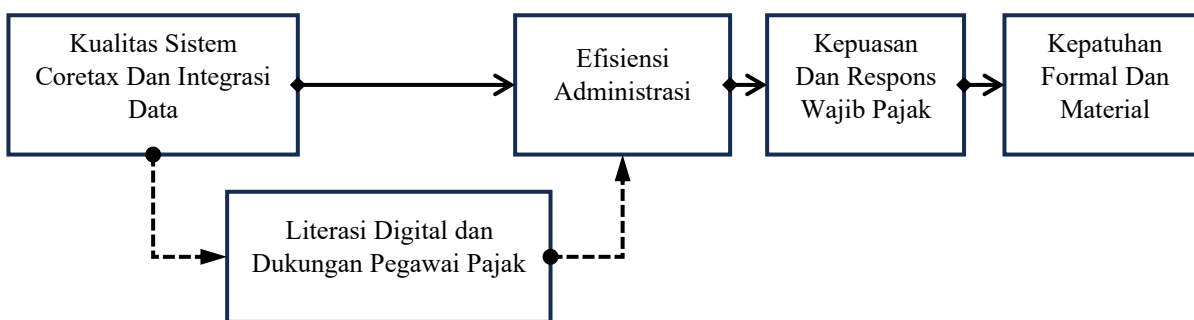 Kualitas Sistem
Coretax Dan Integrasi
Data
Efisiensi
Administrasi
Kepuasan
Dan Respons
Wajib Pajak
Kepatuhan
Formal Dan
Material
Literasi Digital dan
Dukungan Pegawai Pajak